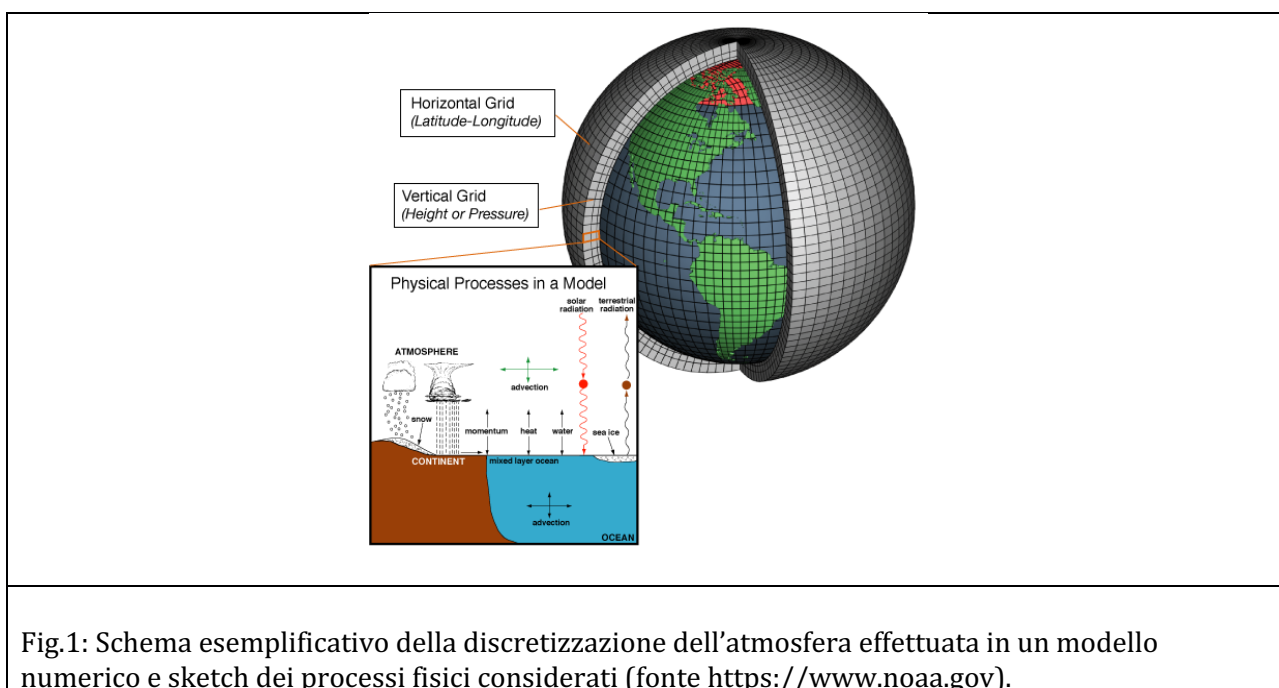 Horizontal Grid
(Latitude-Longitude)
Vertical Grid
(Height or Pressure)
Physical Processes in a Model
solar terrestrial
radiation radiation
ATMOSPHERE
advection
snow
momentum heat water sea ice
CONTINENT mixed layer ocean
advection
OCEAN
Fig.1: Schema esemplificativo della discretizzazione dell’atmosfera effettuata in un modello
numerico e sketch dei processi fisici considerati (fonte https://www.noaa.gov).